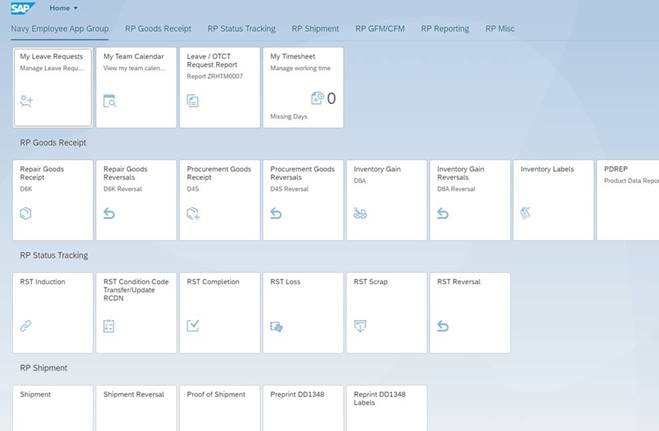 SAP
Home
Navy Employee App Group
RP Goods Receipt
RP Status Tracking
RP Shipment
RP GFM/CFM
RP Reporting
RP Misc
My Leave Requests
Manage Leave Requ...
My Team Calendar
View my team calen...
Leave / OTCT
Request Report
Report ZRHTM0007
My Timesheet
Manage working time
0
Missing Days
RP Goods Receipt
Repair Goods
Receipt
D6K
Repair Goods
Reversals
D6K Reversal
Procurement Goods
Receipt
D4S
Procurement Goods
Reversals
D4S Reversal
Inventory Gain
D8A
Inventory Gain
Reversals
D8A Reversal
Inventory Labels
PDREP
Product Data Repor
RP Status Tracking
RST Induction
RST Condition Code
Transfer/Update
RCDN
RST Completion
RST Loss
RST Scrap
RST Reversal
RP Shipment
Shipment
Shipment Reversal
Proof of Shipment
Preprint DD1348
Reprint DD1348
Labels